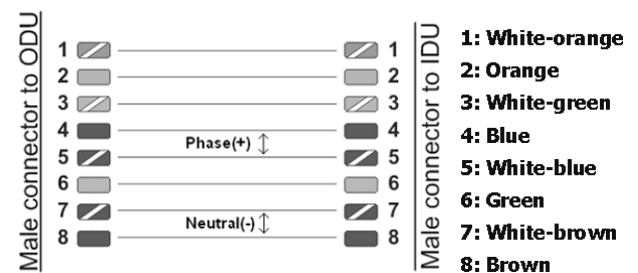 Male connector to ODU
1
2
3
4
5
6
7
8
Phase(+)
Neutral(-)
1
2
3
4
5
6
7
8
Male connector to IDU
1: White-orange
2: Orange
3: White-green
4: Blue
5: White-blue
6: Green
7: White-brown
8: Brown